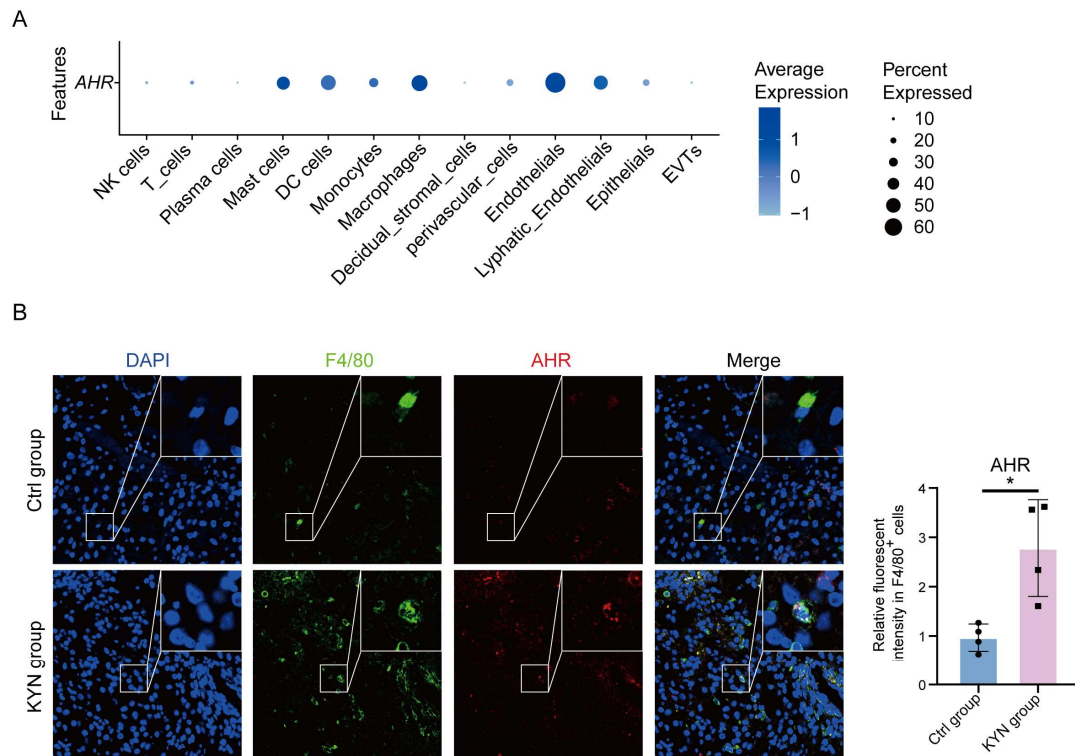 A
Features
AHR
NK cells
T_cells
Plasma cells
Mast cells
DC cells
Monocytes
Macrophages
Decidual_stromal_cells
perivascular_cells
Endothelials
Lyphatic_Endothelials
Epithelials
EVTs
Average
Expression
1
0
−1
Percent
Expressed
10
20
30
40
50
60
B
DAPI
F4/80
AHR
Merge
Ctrl group
KYN group
AHR
*
Relative fluorescent
intensity in F4/80+ cells
4
3
2
1
0
Ctrl group
KYN group